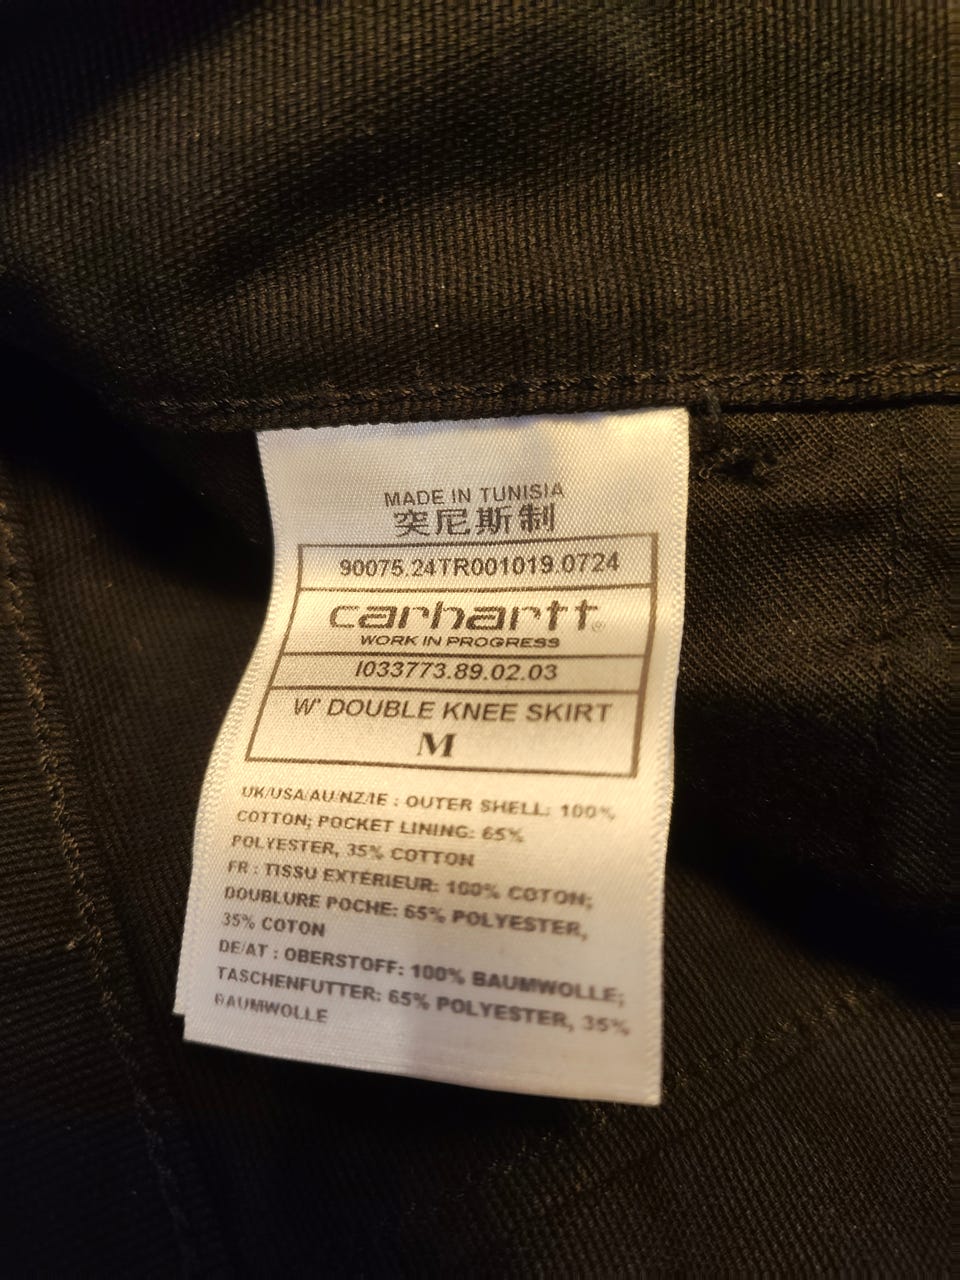 MADE IN TUNISIA
突尼斯制
90075.24TR001019.0724
carhartt®
WORK IN PROGRESS
I033773.89.02.03
W' DOUBLE KNEE SKIRT
M
UK/USA/AU/NZ/IE : OUTER SHELL: 100%
COTTON; POCKET LINING: 65%
POLYESTER, 35% COTTON
FR : TISSU EXTÉRIEUR: 100% COTON;
DOUBLURE POCHE: 65% POLYESTER,
35% COTON
DE/AT : OBERSTOFF: 100% BAUMWOLLE;
TASCHENFUTTER: 65% POLYESTER, 35%
BAUMWOLLE